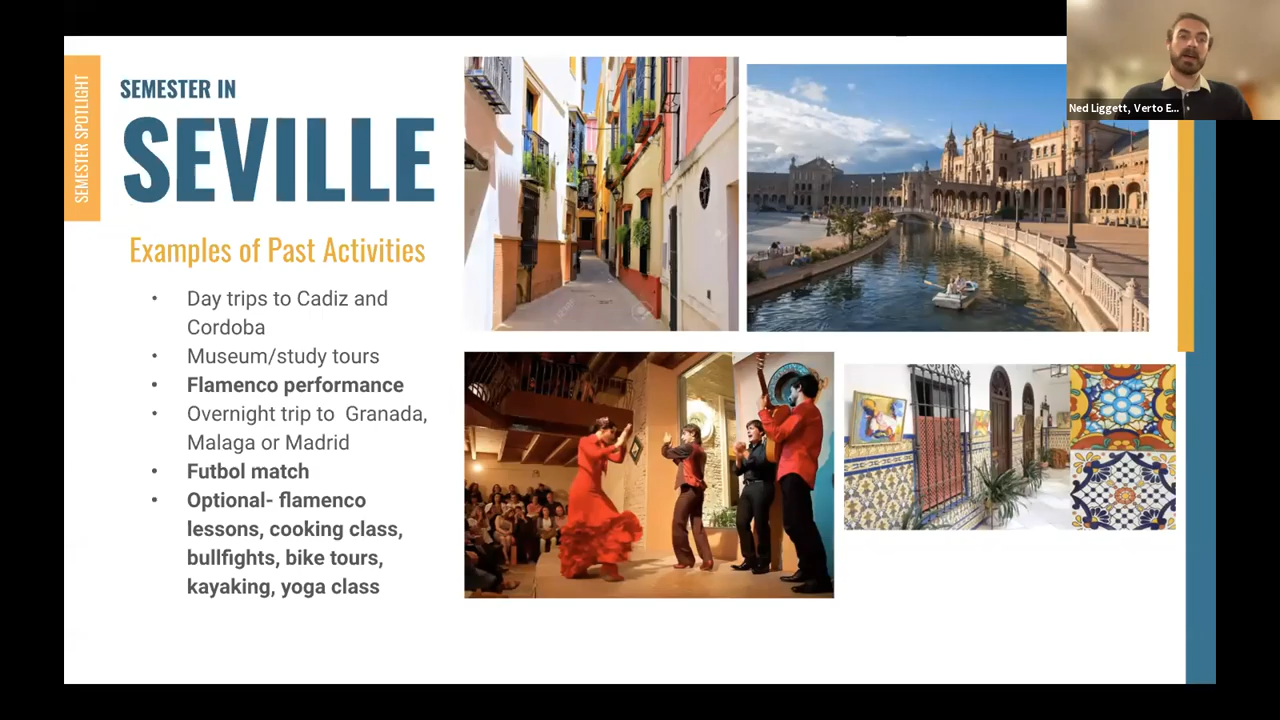 SEMESTER SPOTLIGHT
SEMESTER IN
SEVILLE
Examples of Past Activities
• Day trips to Cadiz and
Cordoba
• Museum/study tours
• Flamenco performance
• Overnight trip to Granada,
Malaga or Madrid
• Futbol match
• Optional- flamenco
lessons, cooking class,
bullfights, bike tours,
kayaking, yoga class
Ned Liggett, Verto E...